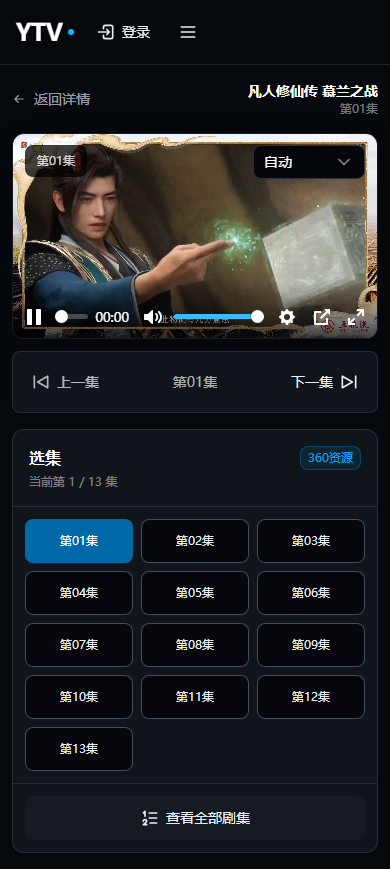 YTV
登录
返回详情
凡人修仙传 慕兰之战
第01集
第01集
自动
00:00
上一集
第01集
下一集
选集
360资源
当前第 1 / 13 集
第01集
第02集
第03集
第04集
第05集
第06集
第07集
第08集
第09集
第10集
第11集
第12集
第13集
查看全部剧集